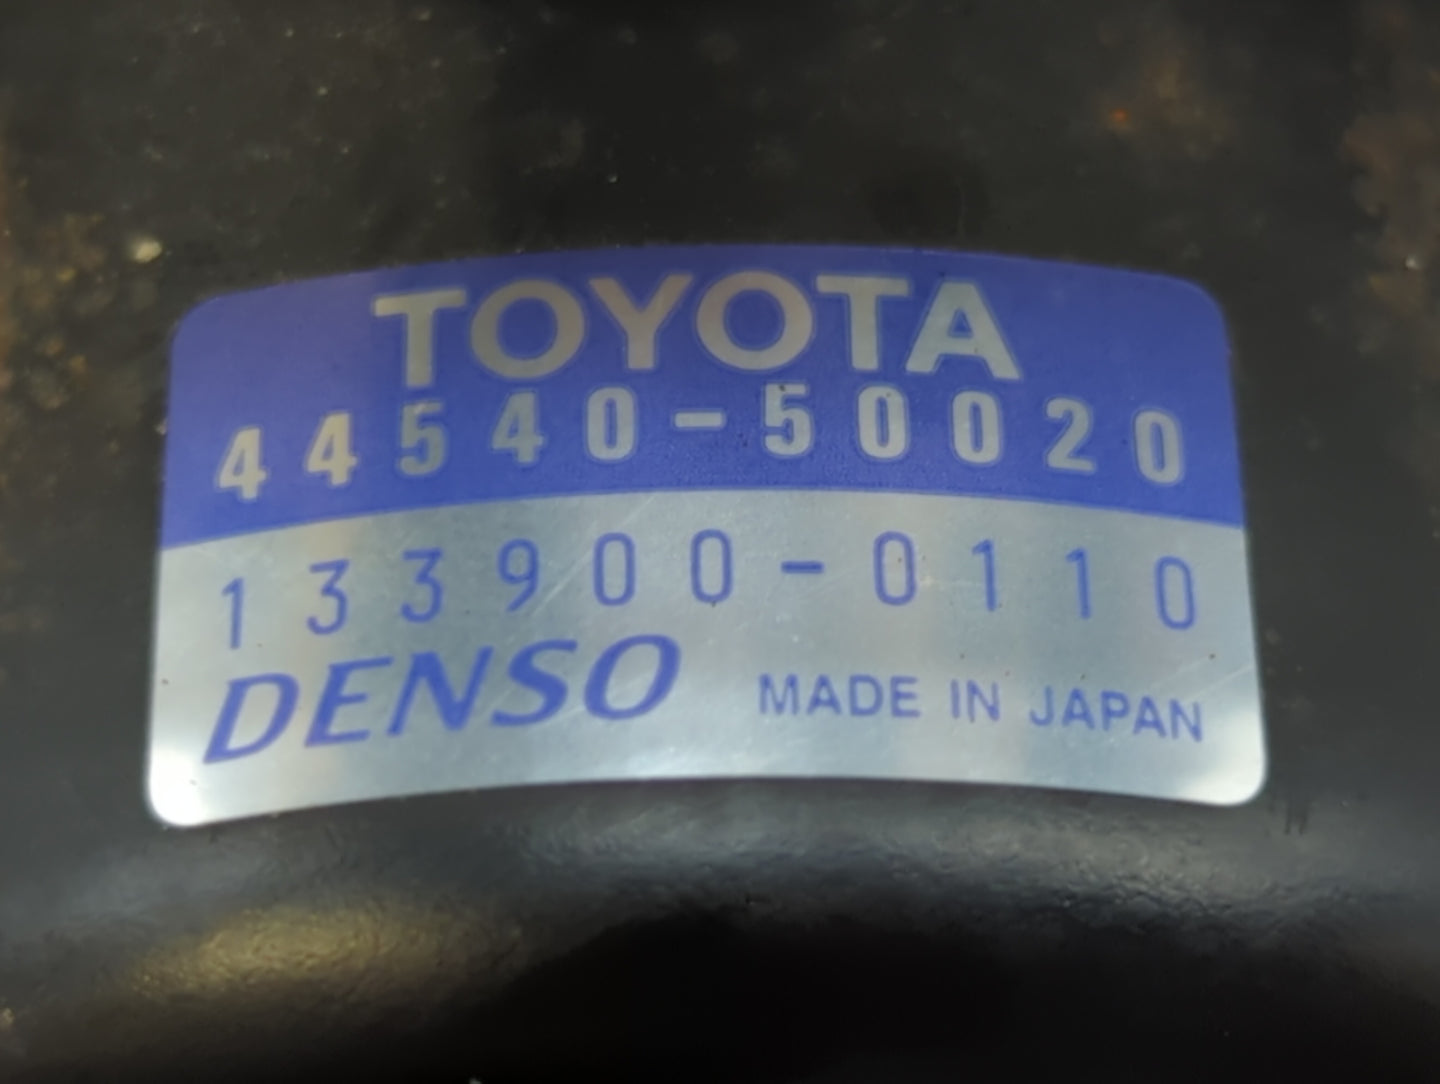 TOYOTA
44540-50020
133900-0110
DENSO MADE IN JAPAN